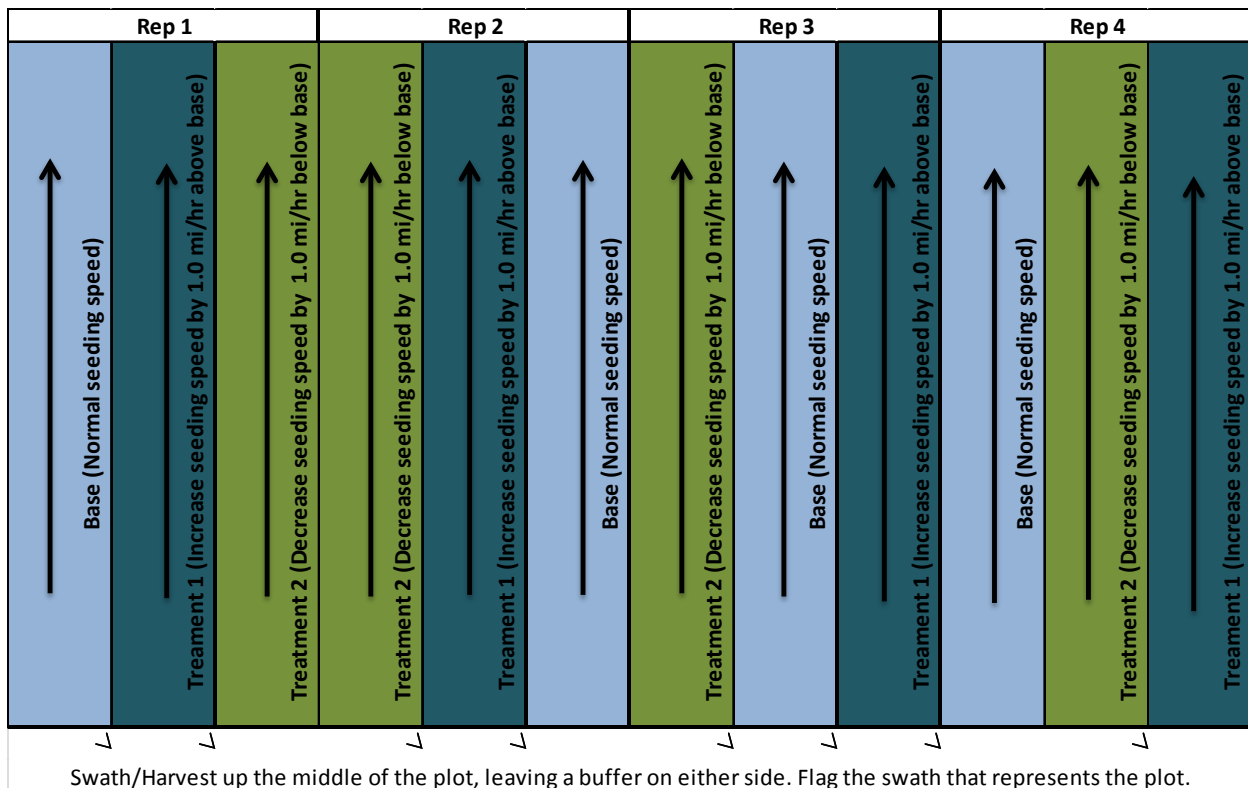 Rep 1
Rep 2
Rep 3
Rep 4
Base (Normal seeding speed)
Treament 1 (Increase seeding speed by 1.0 mi/hr above base)
Treatment 2 (Decrease seeding speed by 1.0 mi/hr below base)
Treatment 2 (Decrease seeding speed by 1.0 mi/hr below base)
Treament 1 (Increase seeding speed by 1.0 mi/hr above base)
Base (Normal seeding speed)
Treatment 2 (Decrease seeding speed by 1.0 mi/hr below base)
Base (Normal seeding speed)
Treament 1 (Increase seeding speed by 1.0 mi/hr above base)
Base (Normal seeding speed)
Treatment 2 (Decrease seeding speed by 1.0 mi/hr below base)
Treament 1 (Increase seeding speed by 1.0 mi/hr above base)
Swath/Harvest up the middle of the plot, leaving a buffer on either side. Flag the swath that represents the plot.